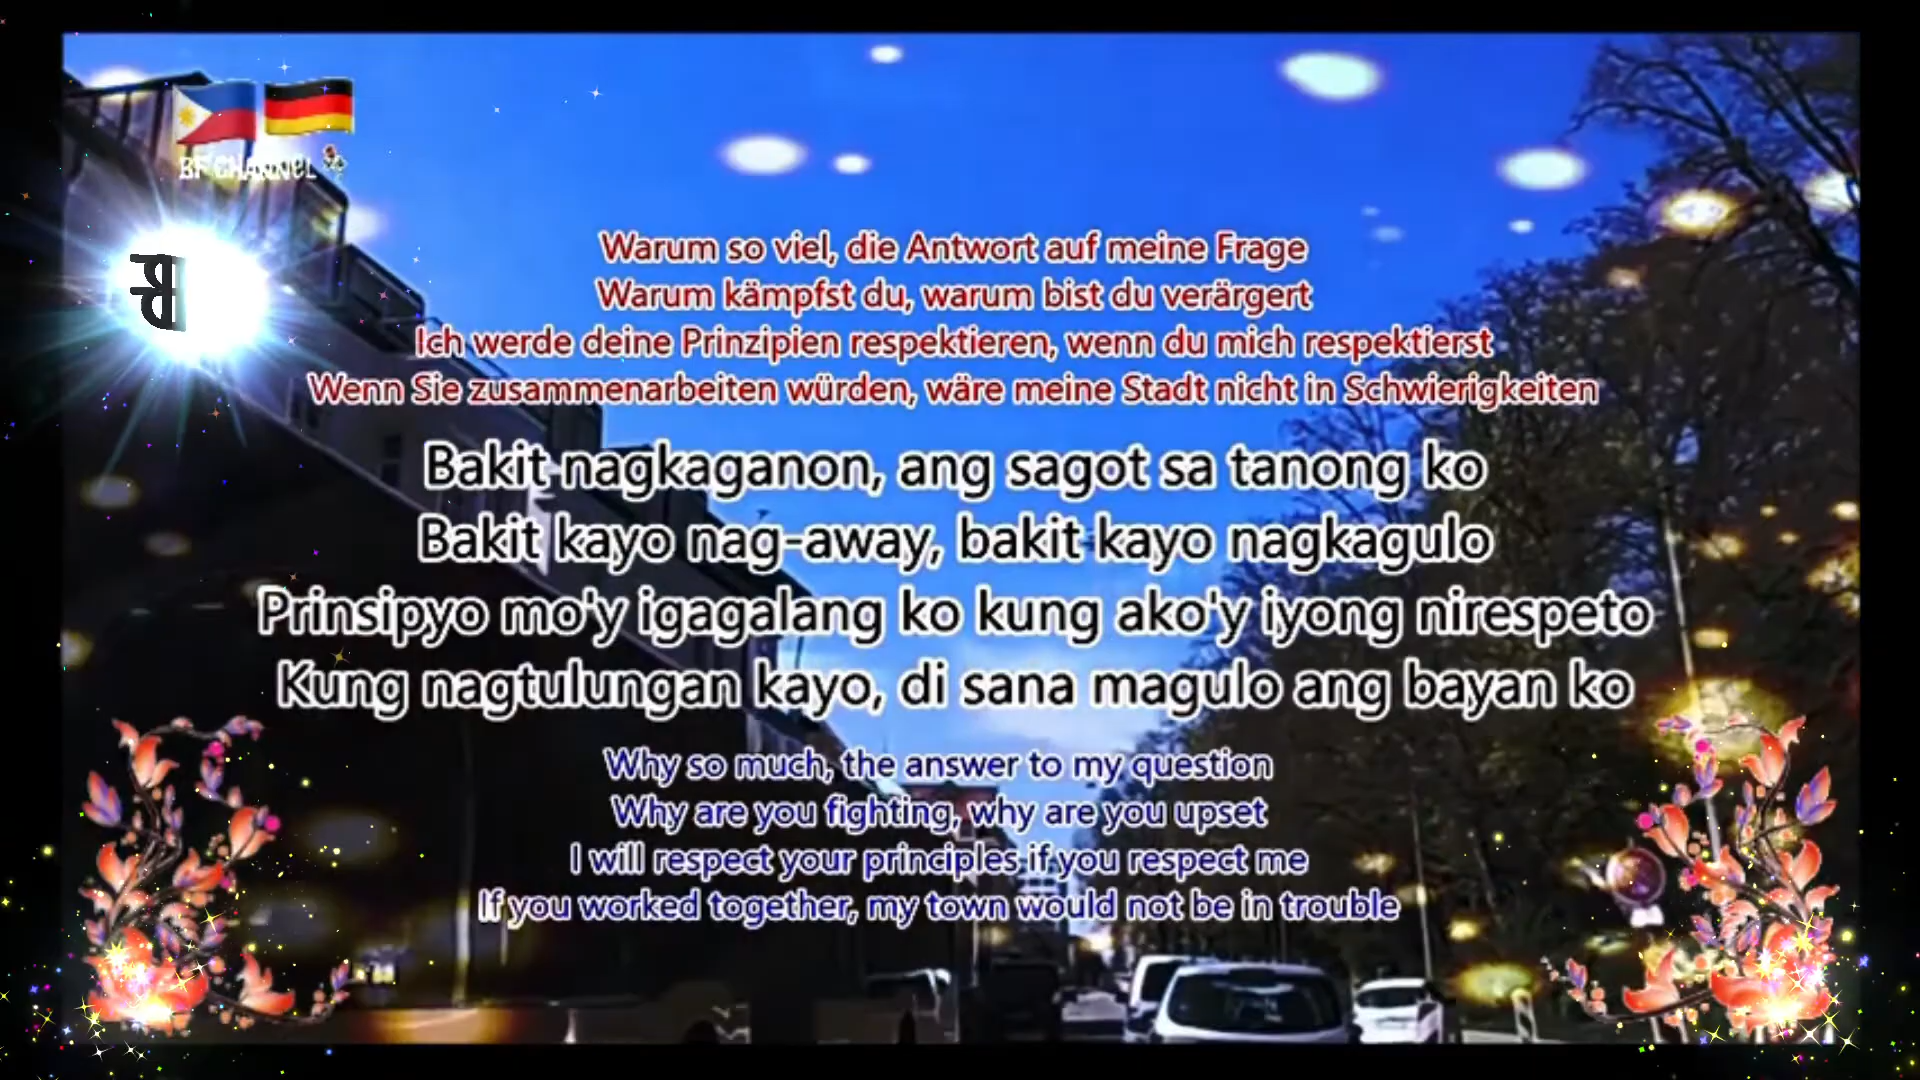 BF CHANNEL
Warum so viel, die Antwort auf meine Frage
Warum kämpfst du, warum bist du verärgert
Ich werde deine Prinzipien respektieren, wenn du mich respektierst
Wenn Sie zusammenarbeiten würden, wäre meine Stadt nicht in Schwierigkeiten
Bakit nagkaganon, ang sagot sa tanong ko
Bakit kayo nag-away, bakit kayo nagkagulo
Prinsipyo mo'y igagalang ko kung ako'y iyong nirespeto
Kung nagtulungan kayo, di sana magulo ang bayan ko
Why so much, the answer to my question
Why are you fighting, why are you upset
I will respect your principles if you respect me
If you worked together, my town would not be in trouble